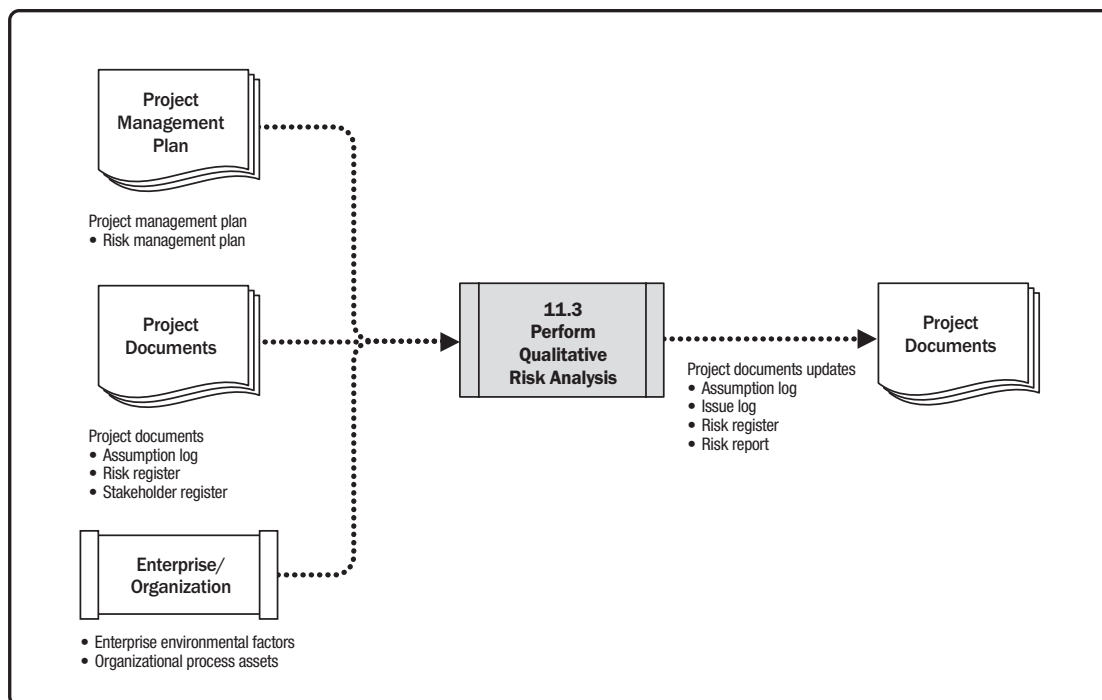 Project
Management
Plan
Project management plan
• Risk management plan
Project
Documents
Project documents
• Assumption log
• Risk register
• Stakeholder register
Enterprise/
Organization
• Enterprise environmental factors
• Organizational process assets
11.3
Perform
Qualitative
Risk Analysis
Project documents updates
• Assumption log
• Issue log
• Risk register
• Risk report
Project
Documents